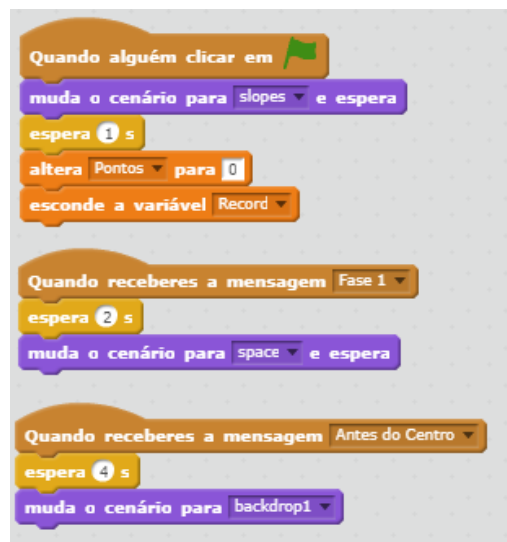 Quando alguém clicar em
muda o cenário para slopes e espera
espera 1 s
altera Pontos para 0
esconde a variável Record
Quando receberes a mensagem Fase 1
espera 2 s
muda o cenário para space e espera
Quando receberes a mensagem Antes do Centro
espera 4 s
muda o cenário para backdrop1